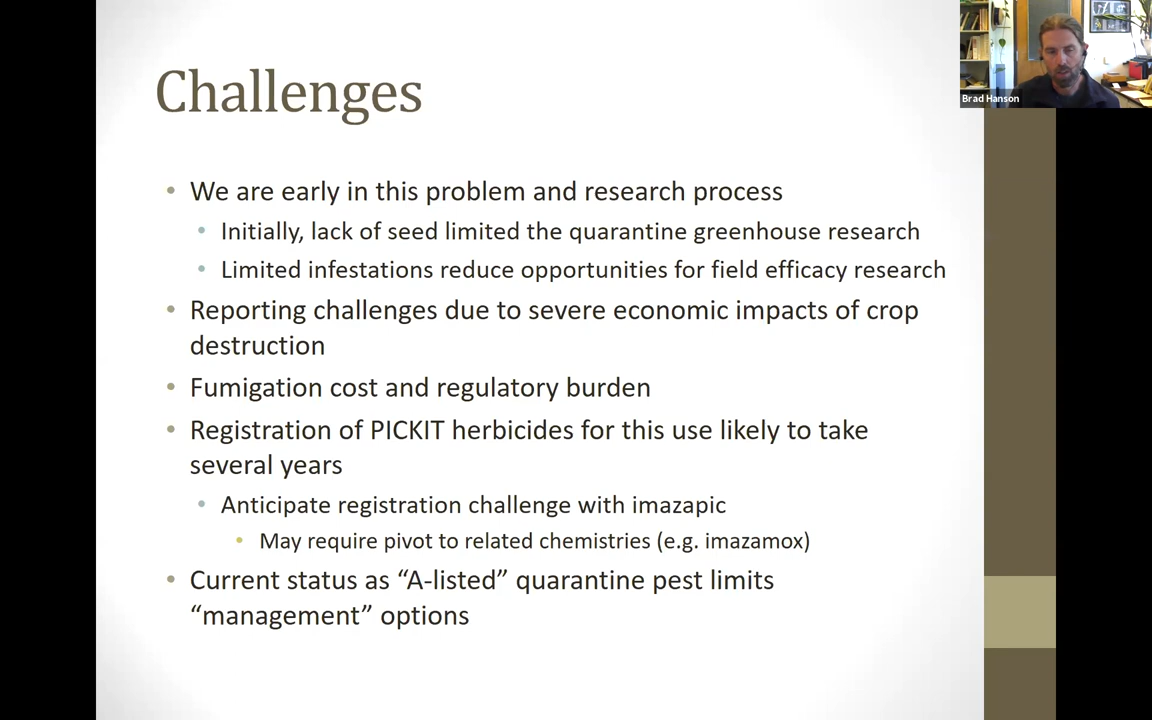 Challenges
Brad Hanson
• We are early in this problem and research process
• Initially, lack of seed limited the quarantine greenhouse research
• Limited infestations reduce opportunities for field efficacy research
• Reporting challenges due to severe economic impacts of crop
destruction
• Fumigation cost and regulatory burden
• Registration of PICKIT herbicides for this use likely to take
several years
• Anticipate registration challenge with imazapic
• May require pivot to related chemistries (e.g. imazamox)
• Current status as “A-listed” quarantine pest limits
“management” options